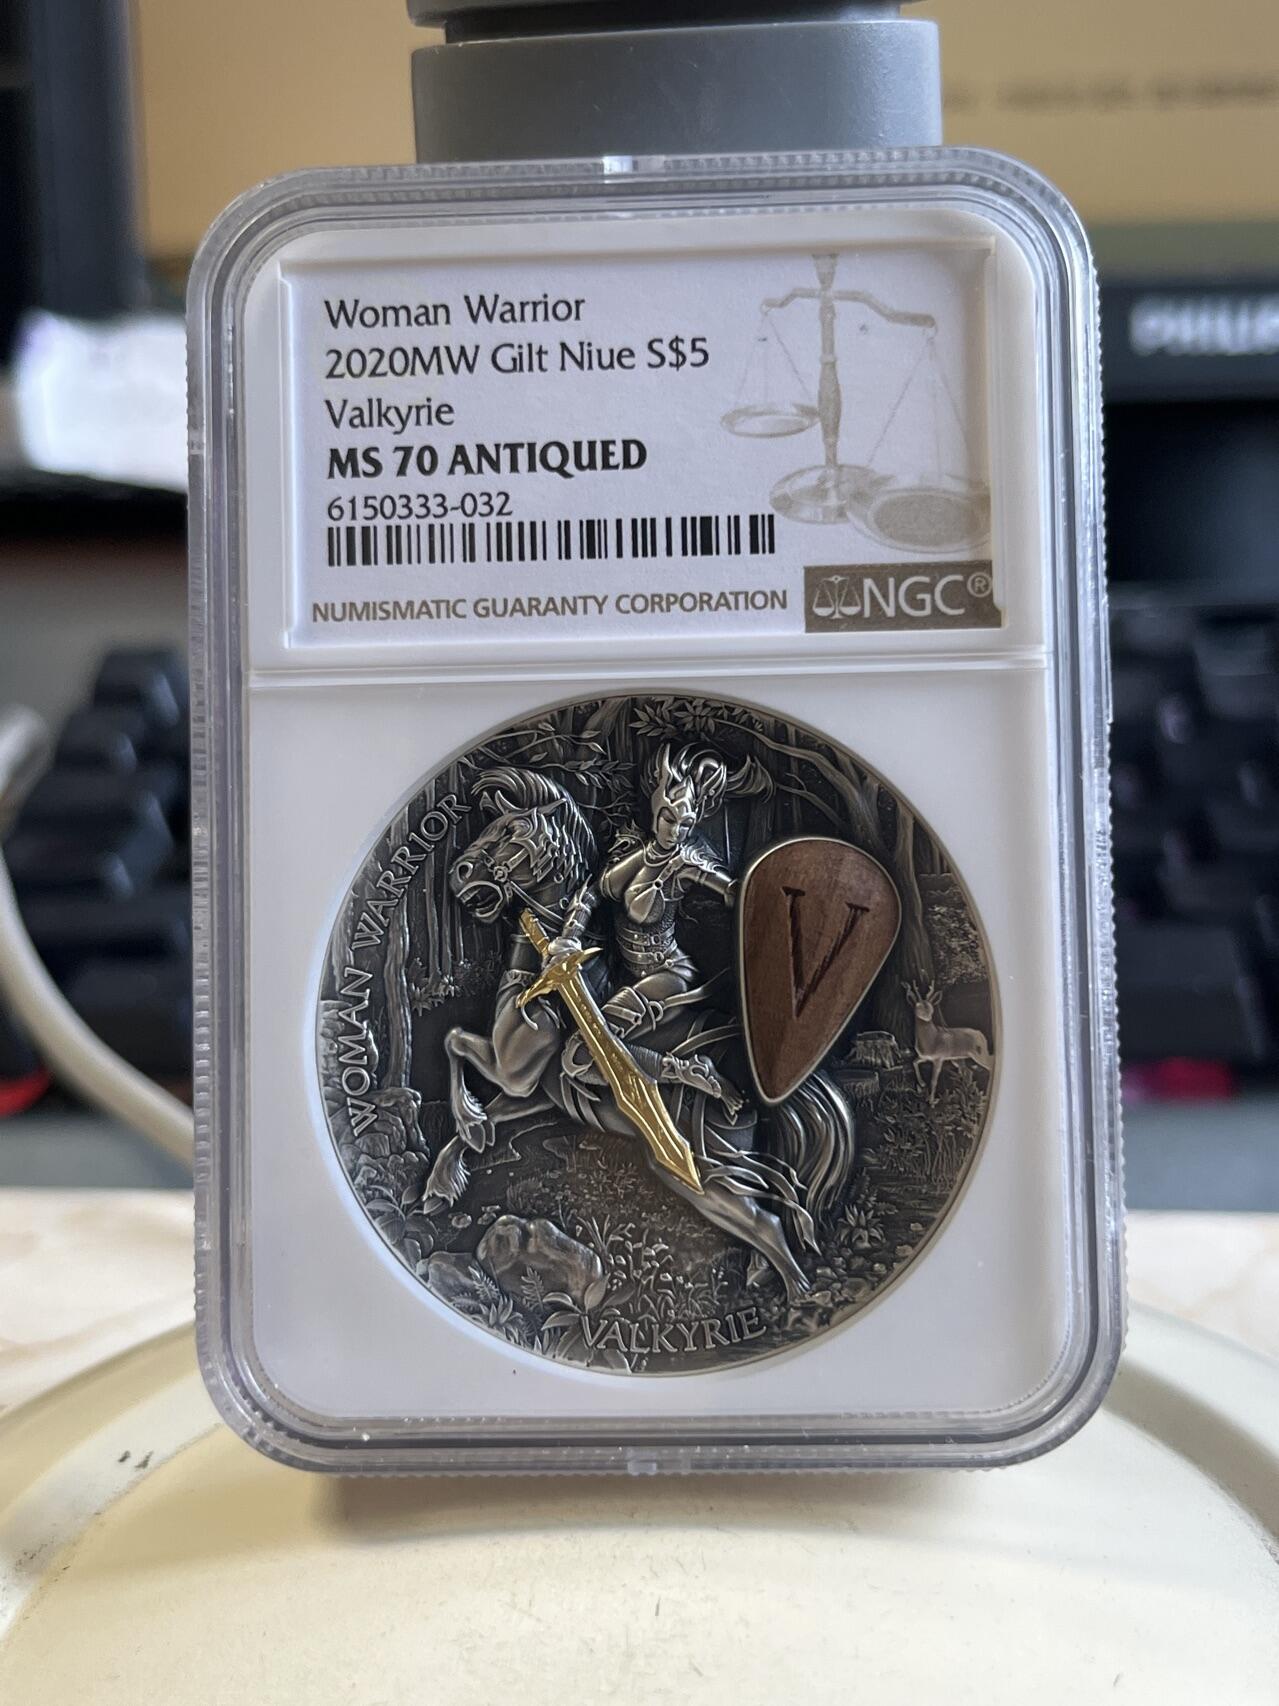 Woman Warrior
2020MW Gilt Niue S$5
Valkyrie
MS 70 ANTIQUED
6150333-032
NUMISMATIC GUARANTY CORPORATION
NGC®
WOMAN WARRIOR
V
VALKYRIE